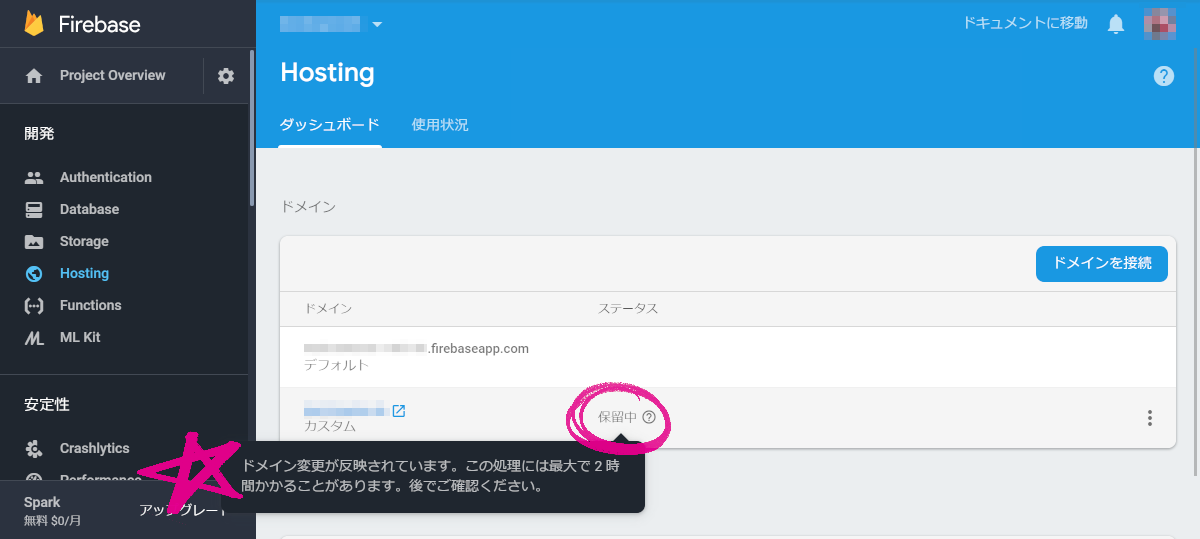 Firebase
ドキュメントに移動
Project Overview
Hosting
ダッシュボード
使用状況
開発
Authentication
Database
Storage
Hosting
Functions
ML Kit
安定性
Crashlytics
Performance
Spark
無料 $0/月
アップグレード
ドメイン
ドメインを接続
ドメイン
ステータス
.firebaseapp.com
デフォルト
カスタム
保留中
ドメイン変更が反映されています。この処理には最大で 2 時
間かかることがあります。後でご確認ください。